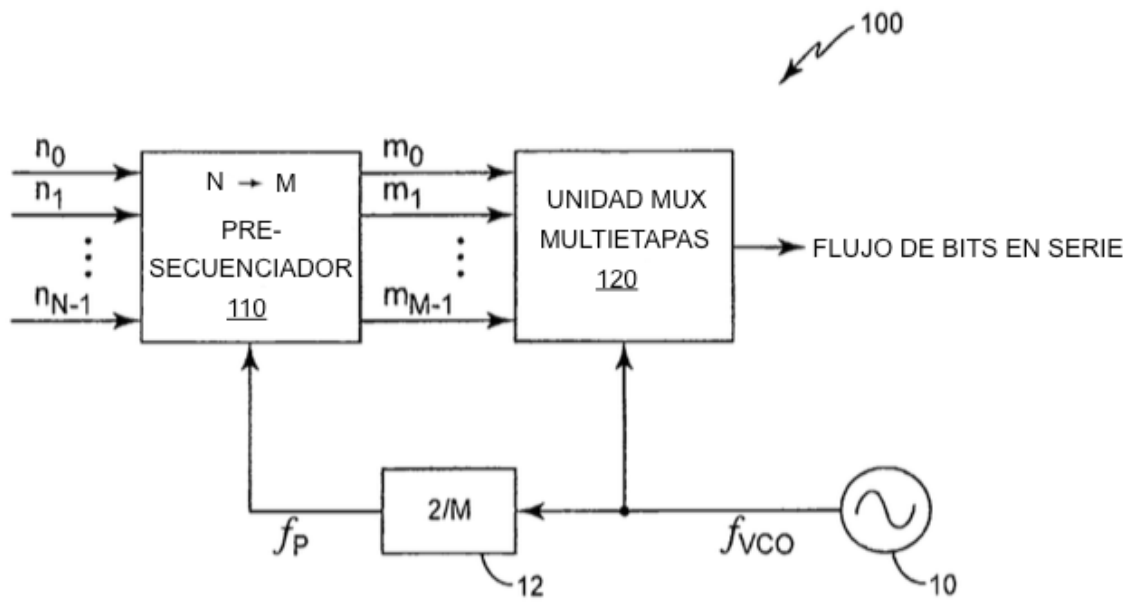 100
n0
n1
nN-1
N → M
PRE-
SECUENCIADOR
110
m0
m1
mM-1
UNIDAD MUX
MULTIETAPAS
120
FLUJO DE BITS EN SERIE
fP
2/M
12
fVCO
10